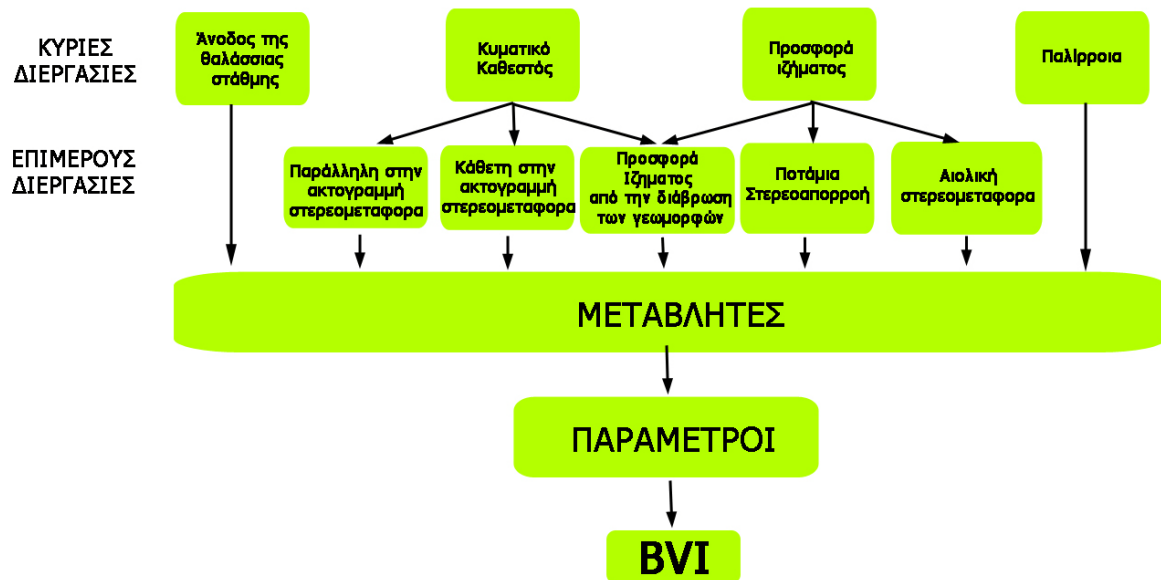 ΚΥΡΙΕΣ
ΔΙΕΡΓΑΣΙΕΣ
Άνοδος της
θαλάσσιας
στάθμης
Κυματικό
Καθεστός
Προσφορά
ιζήματος
Παλίρροια
ΕΠΙΜΕΡΟΥΣ
ΔΙΕΡΓΑΣΙΕΣ
Παράλληλη στην
ακτογραμμή
στερεομεταφορα
Κάθετη στην
ακτογραμμή
στερεομεταφορα
Προσφορά
Ιζηματος
από την διάβρωση
των γεωμορφών
Ποτάμια
Στερεοαπορροή
Αιολική
στερεομεταφορα
ΜΕΤΑΒΛΗΤΕΣ
ΠΑΡΑΜΕΤΡΟΙ
BVI